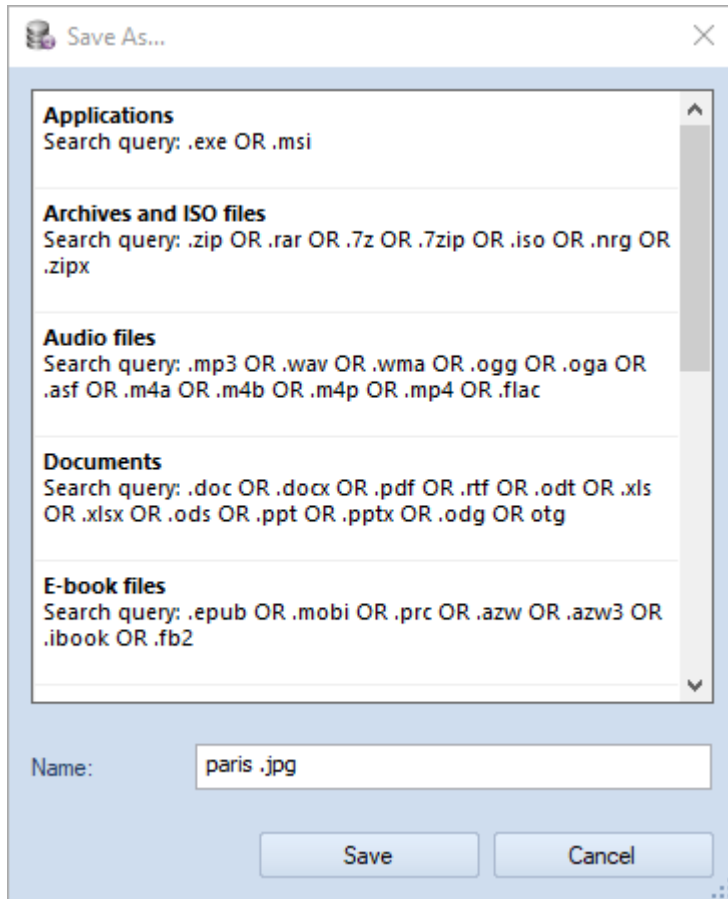 Save As...
Applications
Search query: .exe OR .msi
Archives and ISO files
Search query: .zip OR .rar OR .7z OR .7zip OR .iso OR .nrg OR
.zipx
Audio files
Search query: .mp3 OR .wav OR .wma OR .ogg OR .oga OR
.asf OR .m4a OR .m4b OR .m4p OR .mp4 OR .flac
Documents
Search query: .doc OR .docx OR .pdf OR .rtf OR .odt OR .xls
OR .xlsx OR .ods OR .ppt OR .pptx OR .odg OR otg
E-book files
Search query: .epub OR .mobi OR .prc OR .azw OR .azw3 OR
.ibook OR .fb2
Name: paris .jpg
Save Cancel